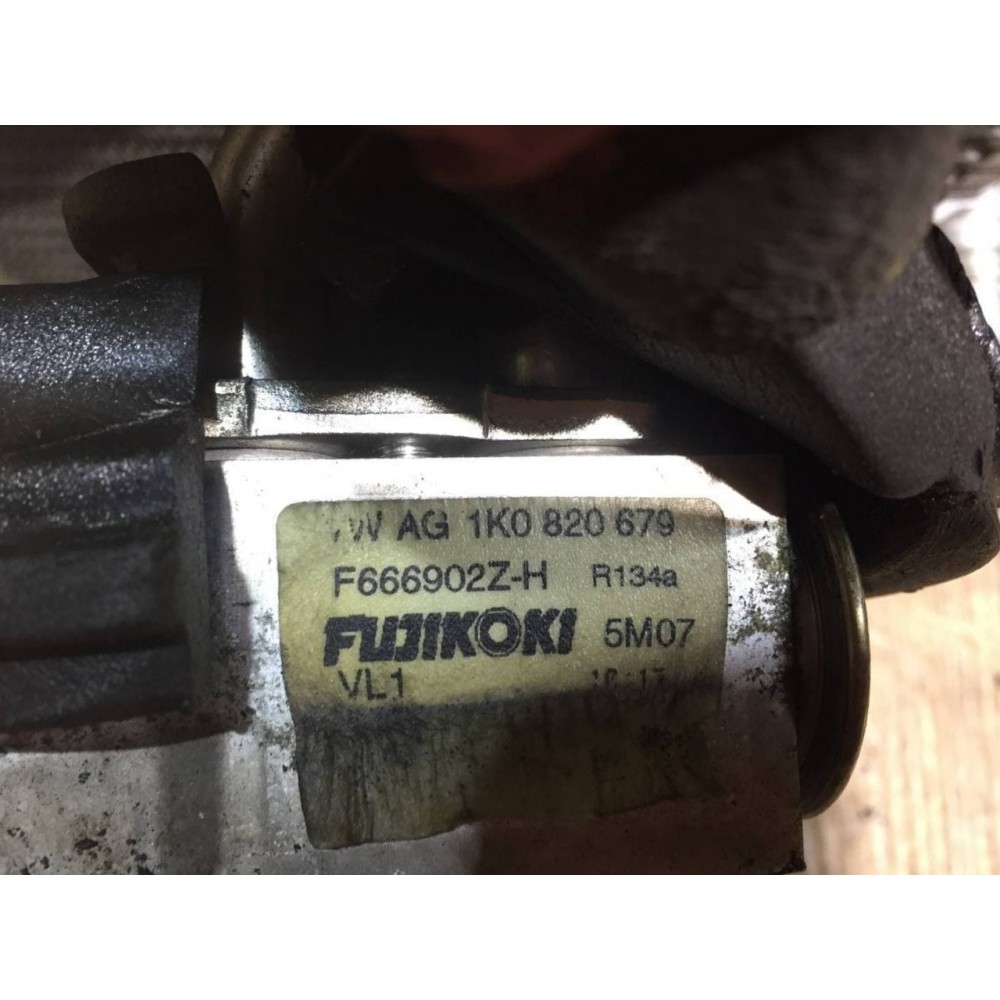 AG 1K0 820 679
F666902Z-H R134a
FUJIKOKI 5M07
VL1